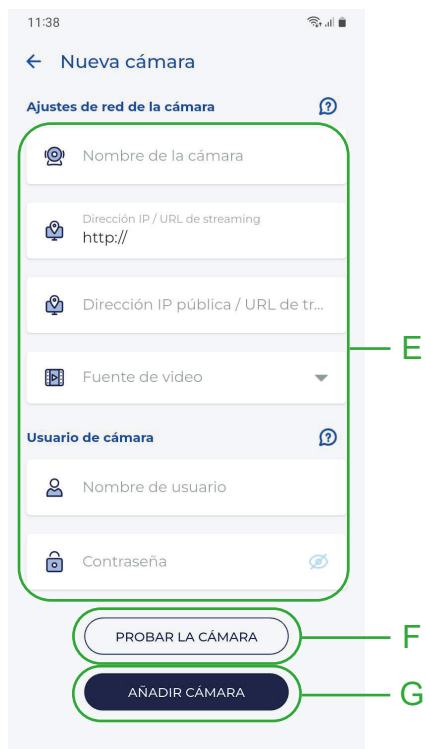 11:38
Nueva cámara
Ajustes de red de la cámara
Nombre de la cámara
Dirección IP / URL de streaming
http://
Dirección IP pública / URL de tr...
E
Fuente de video
Usuario de cámara
Nombre de usuario
Contraseña
PROBAR LA CÁMARA
F
AÑADIR CÁMARA
G